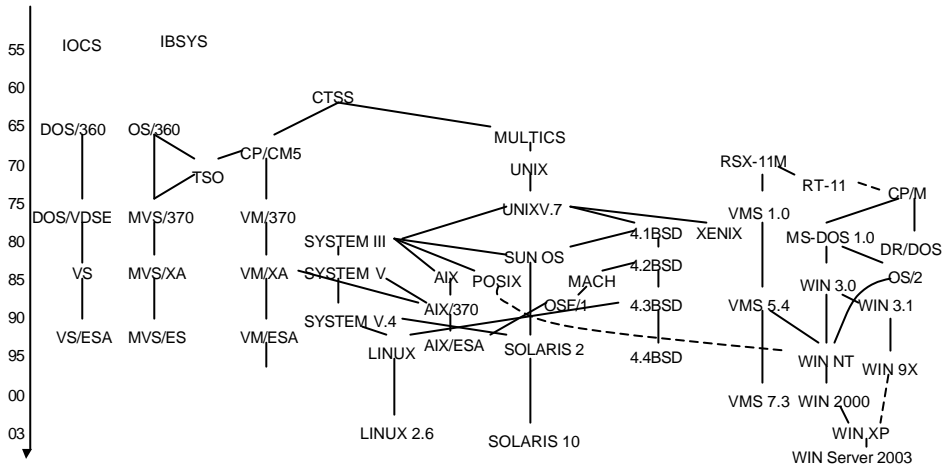 55 IOCS IBSYS
60
CTSS
65 DOS/360 OS/360
MULTICS
CP/CM5
70 TSO UNIX RSX-11M
RT-11
CP/M
75 DOS/VDSE MVS/370 VM/370 UNIXV.7 VMS 1.0
80 SYSTEM III 4.1BSD XENIX MS-DOS 1.0
SUN OS DR/DOS
85 VS MVS/XA VM/XA SYSTEM V AIX POSIX MACH 4.2BSD WIN 3.0 OS/2
90 SYSTEM V.4 AIX/370 OSF/1 4.3BSD VMS 5.4 WIN 3.1
VS/ESA MVS/ES VM/ESA AIX/ESA
95 LINUX SOLARIS 2 4.4BSD WIN NT
WIN 9X
00 VMS 7.3 WIN 2000
03 LINUX 2.6 SOLARIS 10 WIN XP
WIN Server 2003